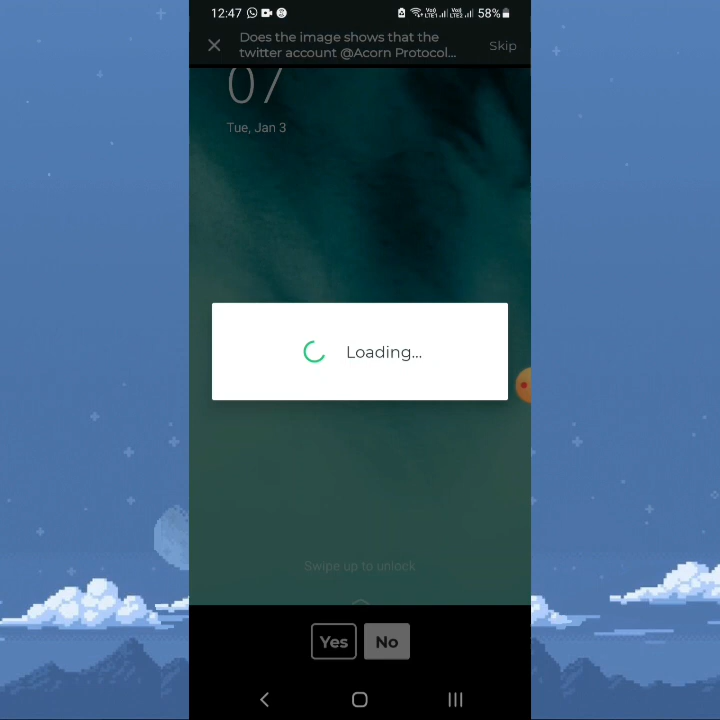 12:47 58%
Does the image shows that the
twitter account @Acorn Protocol...
Skip
07
Tue, Jan 3
Loading...
Swipe up to unlock
Yes No